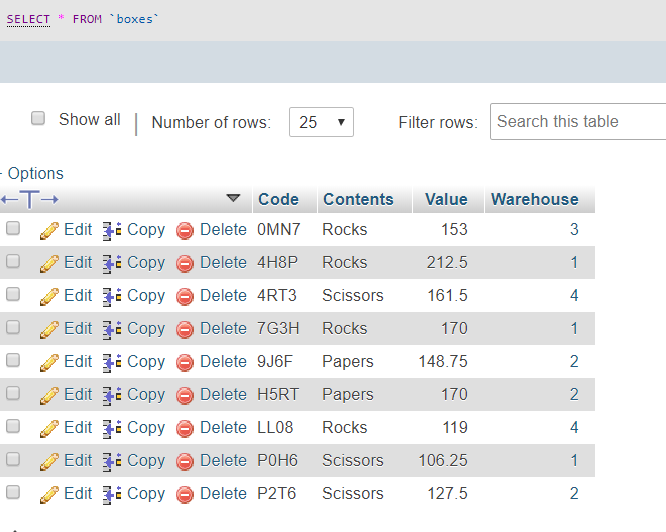 SELECT * FROM `boxes`
Show all Number of rows: 25 Filter rows: Search this table
Options
Code Contents Value Warehouse
Edit Copy Delete 0MN7 Rocks 153 3
Edit Copy Delete 4H8P Rocks 212.5 1
Edit Copy Delete 4RT3 Scissors 161.5 4
Edit Copy Delete 7G3H Rocks 170 1
Edit Copy Delete 9J6F Papers 148.75 2
Edit Copy Delete H5RT Papers 170 2
Edit Copy Delete LL08 Rocks 119 4
Edit Copy Delete P0H6 Scissors 106.25 1
Edit Copy Delete P2T6 Scissors 127.5 2